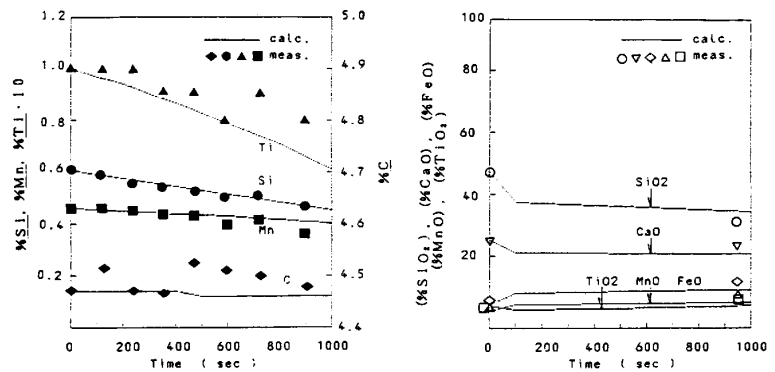 1.2
1.0
0.8
0.6
0.4
0.2
%Si, %Mn, %Ti·10
5.0
4.9
4.8
4.7
4.6
4.5
4.4
%C
calc.
meas.
Ti
Si
Mn
C
0
200
400
600
800
1000
Time ( sec )
100
80
60
40
20
(%SiO₂), (%CaO), (%FeO)
(%MnO), (%TiO₂)
calc.
meas.
SiO2
CaO
TiO2 MnO FeO
0
200
400
600
800
1000
Time ( sec )